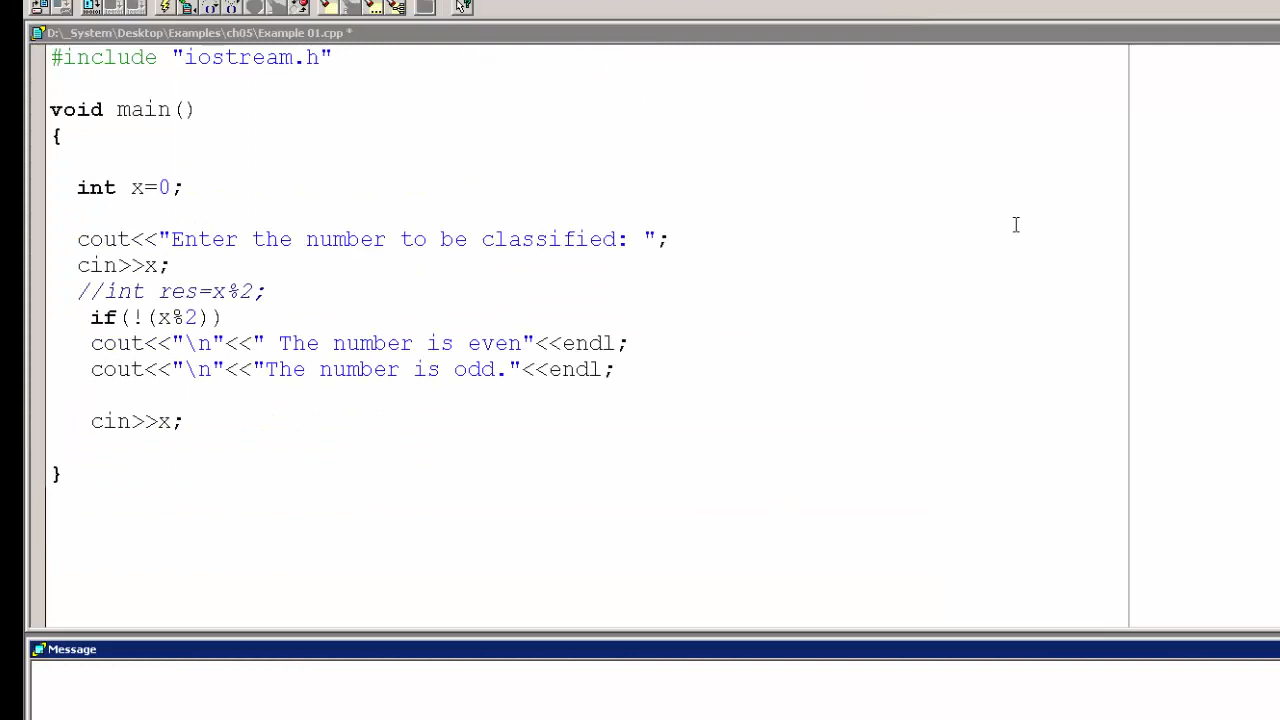 D:\_System\Desktop\Examples\ch05\Example 01.cpp *
#include "iostream.h"
void main()
{
int x=0;
cout<<"Enter the number to be classified: ";
cin>>x;
//int res=x%2;
if(!(x%2))
cout<<"\n"<<" The number is even"<<endl;
cout<<"\n"<<"The number is odd."<<endl;
cin>>x;
}
Message